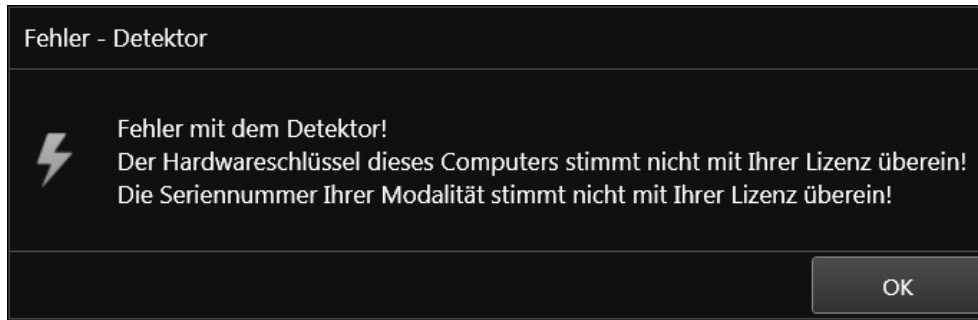 Fehler - Detektor
Fehler mit dem Detektor!
Der Hardwareschlüssel dieses Computers stimmt nicht mit Ihrer Lizenz überein!
Die Seriennummer Ihrer Modalität stimmt nicht mit Ihrer Lizenz überein!
OK